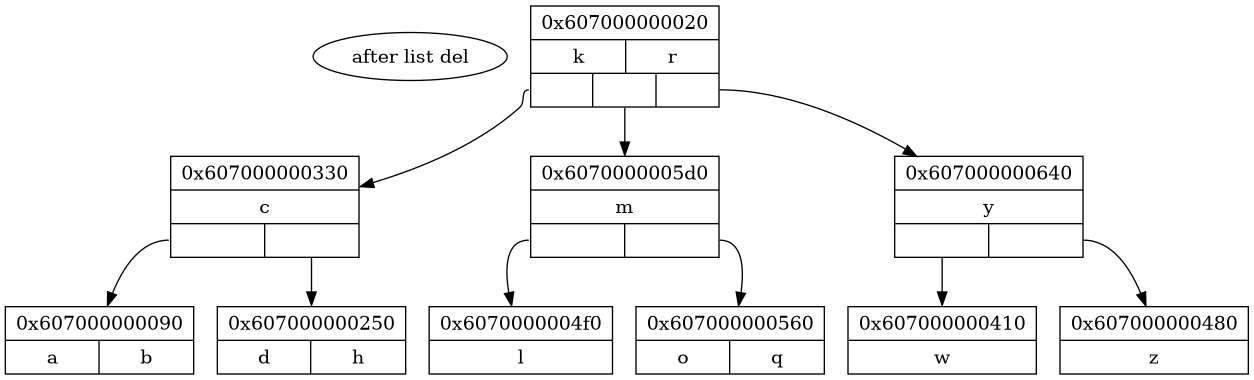 0x607000000020
after list del
k r
0x607000000330
0x6070000005d0
0x607000000640
c
m
y
0x607000000090
0x607000000250
0x6070000004f0
0x607000000560
0x607000000410
0x607000000480
a b
d h
l
o q
w
z